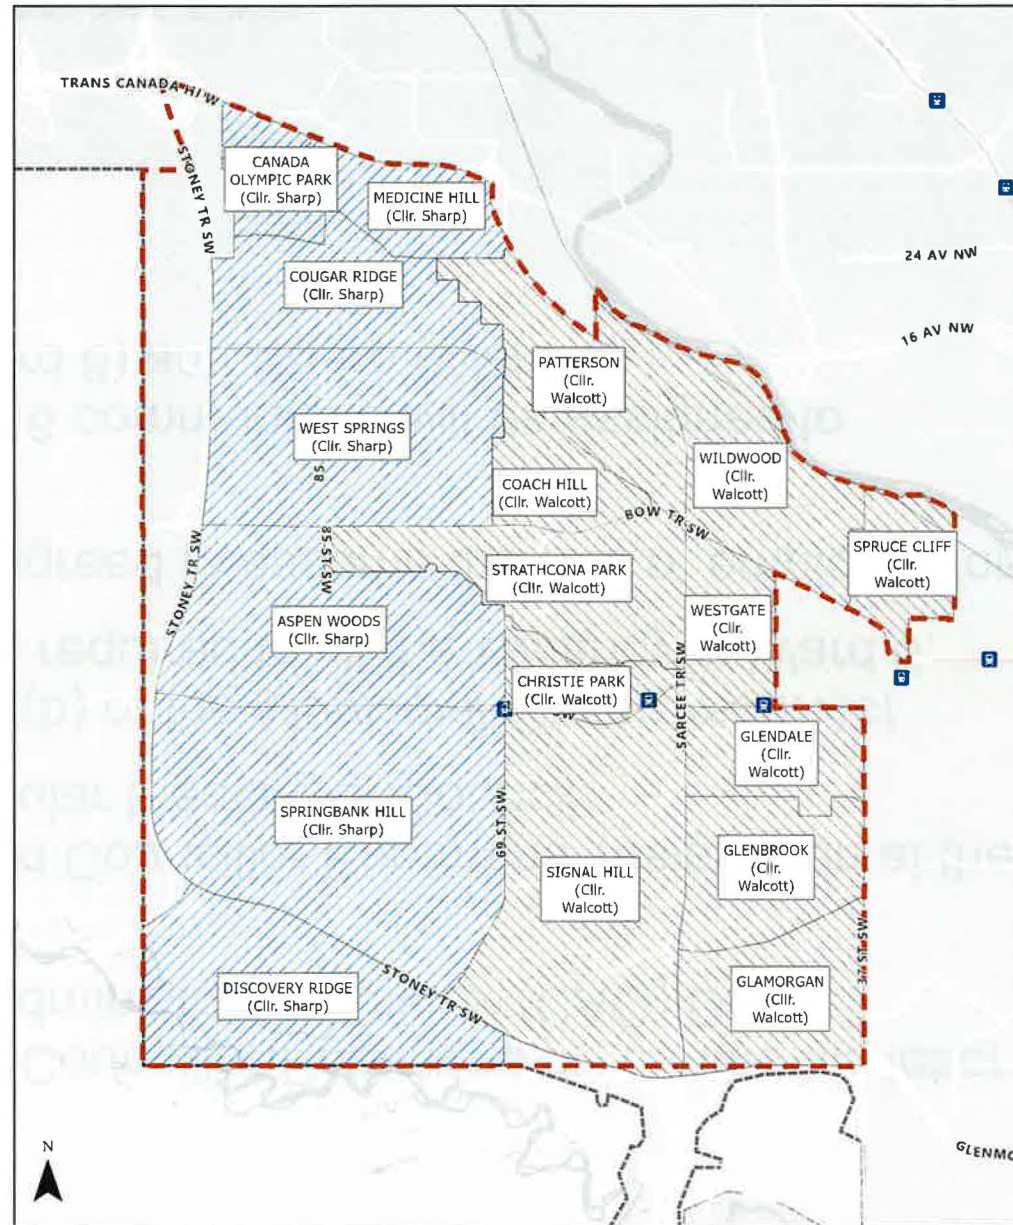 TRANS CANADA HI W
STONEY TR SW
CANADA
OLYMPIC PARK
(Cllr. Sharp)
MEDICINE HILL
(Cllr. Sharp)
24 AV NW
COUGAR RIDGE
(Cllr. Sharp)
16 AV NW
PATTERSON
(Cllr.
Walcott)
WEST SPRINGS
(Cllr. Sharp)
85
WILDWOOD
(Cllr.
Walcott)
COACH HILL
(Cllr. Walcott)
BOW TR SW
SPRUCE CLIFF
(Cllr.
Walcott)
STONEY TR SW
85 ST SW
STRATHCONA PARK
(Cllr. Walcott)
ASPEN WOODS
(Cllr. Sharp)
WESTGATE
(Cllr.
Walcott)
CHRISTIE PARK
(Cllr. Walcott)
SW
SARCEE TR SW
GLENDALE
(Cllr.
Walcott)
SPRINGBANK HILL
(Cllr. Sharp)
69 ST SW
GLENBROOK
(Cllr.
Walcott)
SIGNAL HILL
(Cllr.
Walcott)
37 ST SW
DISCOVERY RIDGE
(Cllr. Sharp)
STONEY TR SW
GLAMORGAN
(Cllr.
Walcott)
N
GLENMO